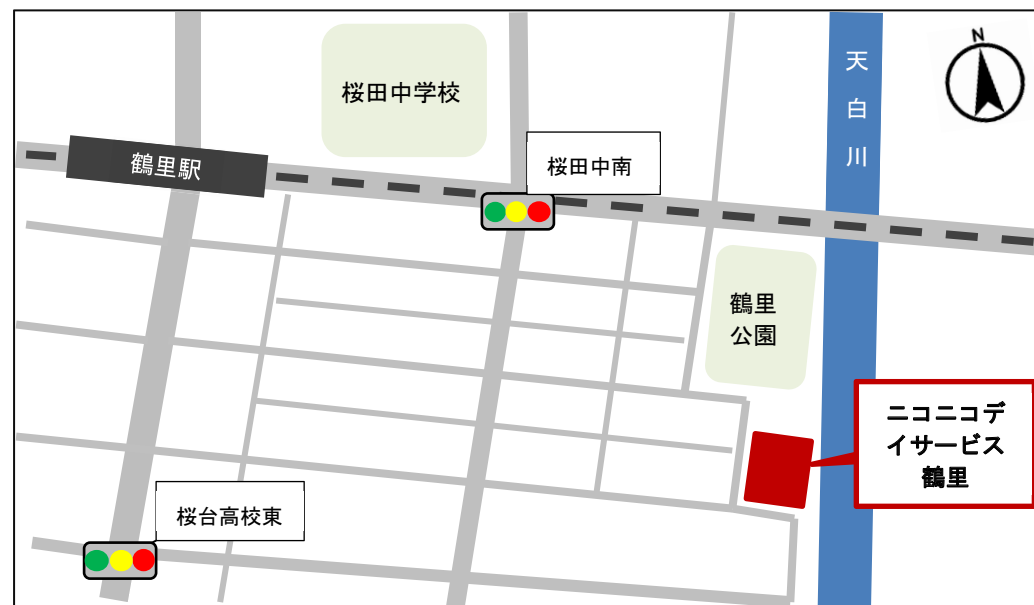 N
天
白
川
桜田中学校
鶴里駅
桜田中南
鶴里
公園
ニコニコデ
イサービス
鶴里
桜台高校東